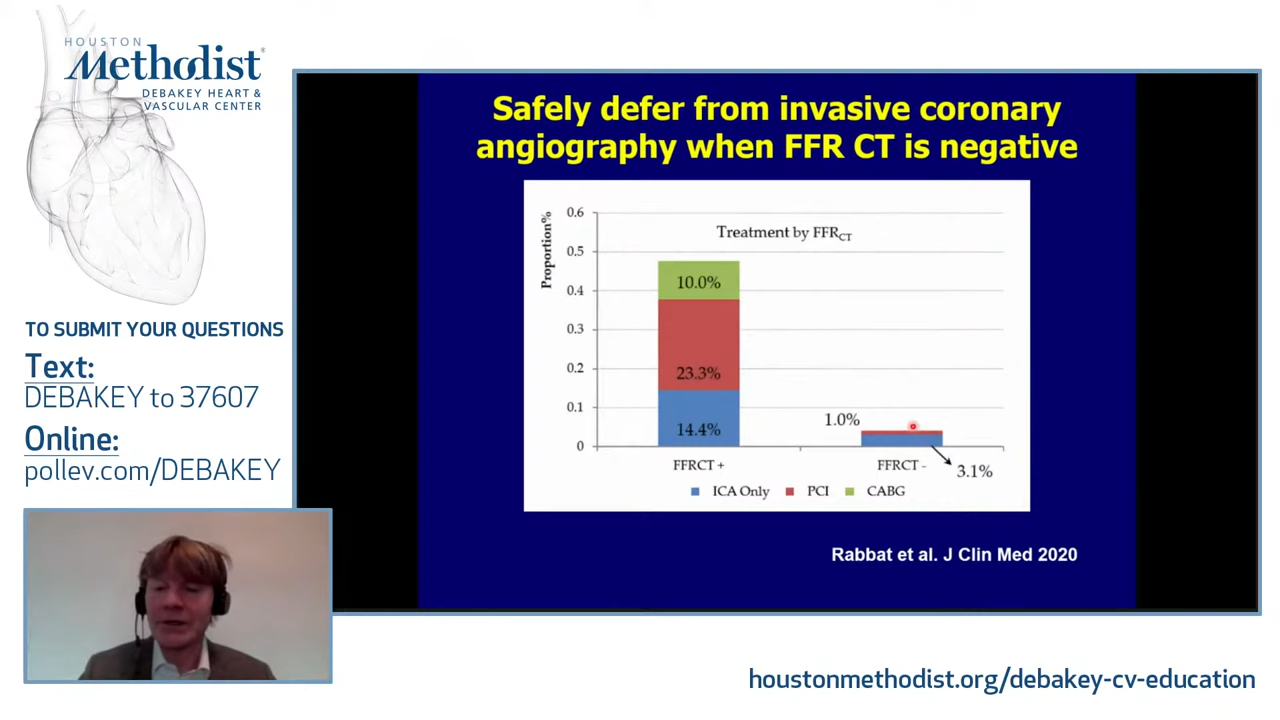 HOUSTON
Methodist®
DEBAKEY HEART &
VASCULAR CENTER
TO SUBMIT YOUR QUESTIONS
Text:
DEBAKEY to 37607
Online:
pollev.com/DEBAKEY
Safely defer from invasive coronary
angiography when FFR CT is negative
Treatment by FFRCT
Proportion%
0.6
0.5
0.4
0.3
0.2
0.1
0
10.0%
23.3%
14.4%
1.0%
3.1%
FFRCT +
FFRCT -
ICA Only PCI CABG
Rabbat et al. J Clin Med 2020
houstonmethodist.org/debakey-cv-education